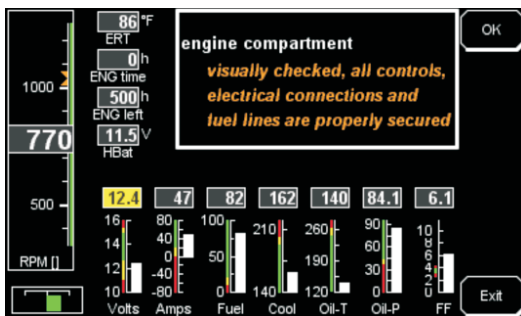 86 °F
ERT
0 h
ENG time
500 h
ENG left
11.5 V
HBat
engine compartment
visually checked, all controls,
electrical connections and
fuel lines are properly secured
OK
1000
770
500
RPM []
12.4 47 82 162 140 84.1 6.1
16 14 12 10
80 40 0 -40 -80
100 50 0
210 140
260 190 120
90 60 30 0
10 8 6 4 2 0
Volts Amps Fuel Cool Oil-T Oil-P FF
Exit